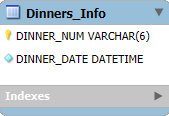 Dinners_Info
DINNER_NUM VARCHAR(6)
DINNER_DATE DATETIME
Indexes